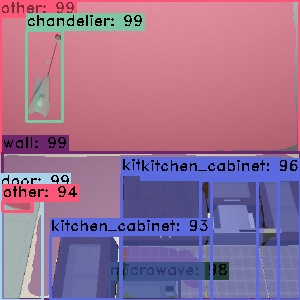 other: 99
chandelier: 99
wall: 99
kitkitchen_cabinet: 96
door: 99
other: 94
kitchen_cabinet: 93
microwave: 98